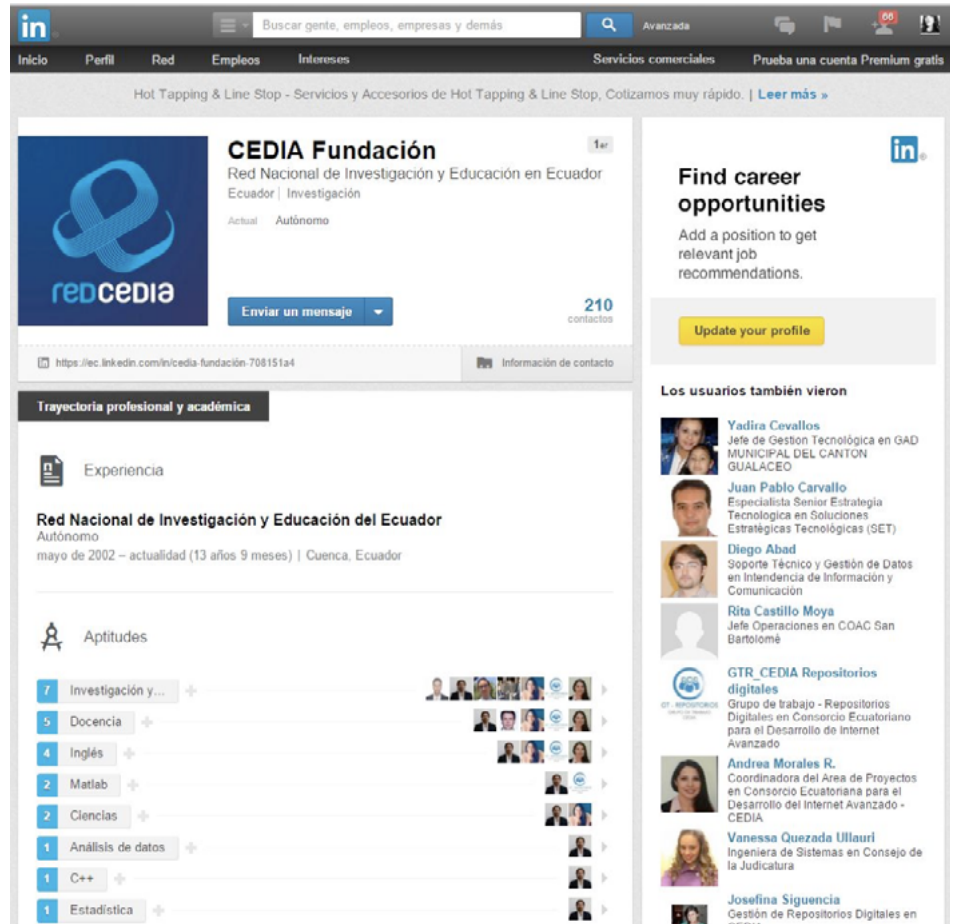 in
Buscar gente, empleos, empresas y demás
Avanzada
66
Inicio Perfil Red Empleos Intereses Servicios comerciales Prueba una cuenta Premium gratis
Hot Tapping & Line Stop - Servicios y Accesorios de Hot Tapping & Line Stop, Cotizamos muy rápido. | Leer más »
redcedia
CEDIA Fundación
1er
Red Nacional de Investigación y Educación en Ecuador
Ecuador | Investigación
Actual Autónomo
Enviar un mensaje
210
contactos
https://ec.linkedin.com/in/cedia-fundación-708151a4
Información de contacto
Trayectoria profesional y académica
Experiencia
Red Nacional de Investigación y Educación del Ecuador
Autónomo
mayo de 2002 – actualidad (13 años 9 meses) | Cuenca, Ecuador
Aptitudes
7 Investigación y...
5 Docencia
4 Inglés
2 Matlab
2 Ciencias
1 Análisis de datos
1 C++
1 Estadística
in
Find career
opportunities
Add a position to get
relevant job
recommendations.
Update your profile
Los usuarios también vieron
Yadira Cevallos
Jefe de Gestion Tecnológica en GAD
MUNICIPAL DEL CANTON
GUALACEO
Juan Pablo Carvallo
Especialista Senior Estrategia
Tecnologica en Soluciones
Estratégicas Tecnológicas (SET)
Diego Abad
Soporte Técnico y Gestión de Datos
en Intendencia de Información y
Comunicación
Rita Castillo Moya
Jefe Operaciones en COAC San
Bartolomé
GTR_CEDIA Repositorios
digitales
Grupo de trabajo - Repositorios
Digitales en Consorcio Ecuatoriano
para el Desarrollo de Internet
Avanzado
Andrea Morales R.
Coordinadora del Area de Proyectos
en Consorcio Ecuatoriana para el
Desarrollo del Internet Avanzado -
CEDIA
Vanessa Quezada Ullauri
Ingeniera de Sistemas en Consejo de
la Judicatura
Josefina Siguencia
Gestión de Repositorios Digitales en